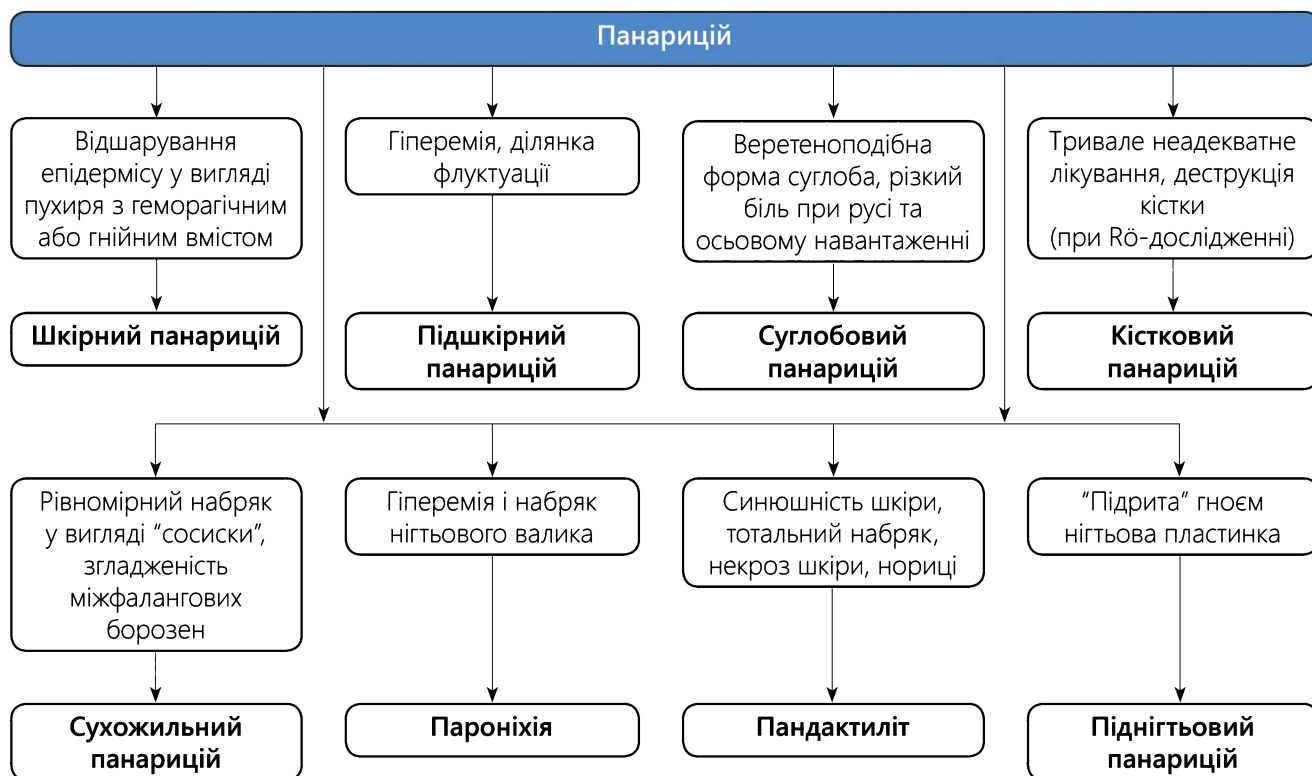 Панарицій
Відшарування
епідермісу у вигляді
пухиря з геморагічним
або гнійним вмістом
Гіперемія, ділянка
флуктуації
Веретеноподібна
форма суглоба, різкий
біль при русі та
осьовому навантаженні
Тривале неадекватне
лікування, деструкція
кістки
(при Rö-дослідженні)
Шкірний панарицій
Підшкірний
панарицій
Суглобовий
панарицій
Кістковий
панарицій
Рівномірний набряк
у вигляді “сосиски”,
згладженість
міжфалангових
борозен
Гіперемія і набряк
нігтьового валика
Синюшність шкіри,
тотальний набряк,
некроз шкіри, нориці
“Підрита” гноєм
нігтьова пластинка
Сухожильний
панарицій
Пароніхія
Пандактиліт
Піднігтьовий
панарицій